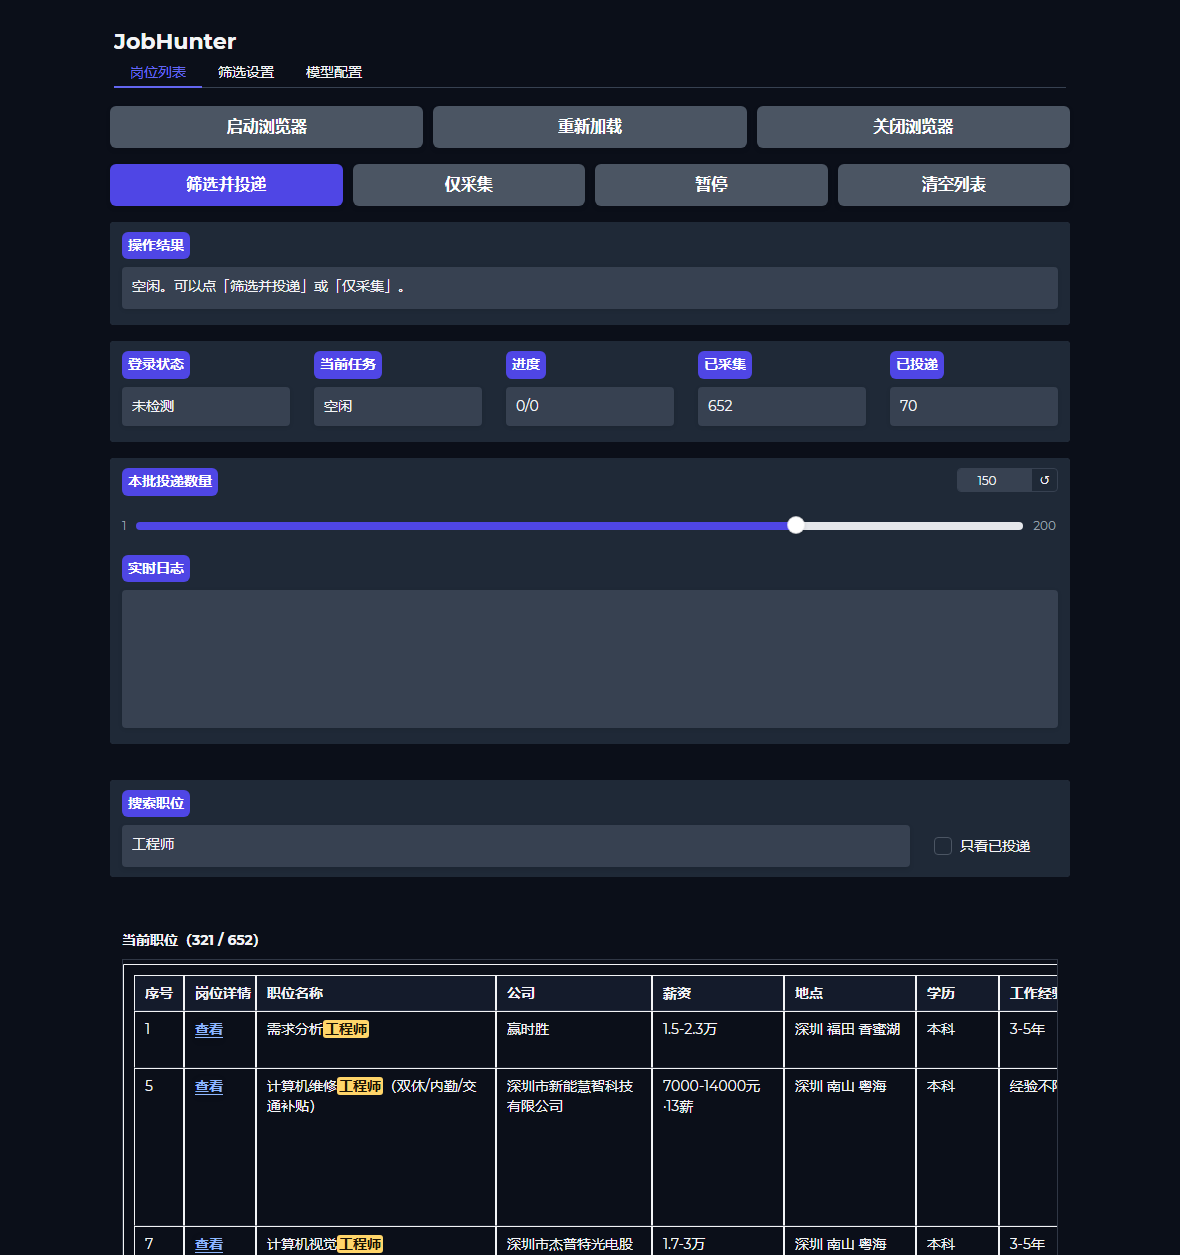 JobHunter
岗位列表 筛选设置 模型配置
启动浏览器 重新加载 关闭浏览器
筛选并投递 仅采集 暂停 清空列表
操作结果
空闲。可以点「筛选并投递」或「仅采集」。
登录状态 当前任务 进度 已采集 已投递
未检测 空闲 0/0 652 70
本批投递数量 150 ↺
1 200
实时日志
搜索职位
工程师 只看已投递
当前职位（321 / 652）
序号 岗位详情 职位名称 公司 薪资 地点 学历 工作经
1 查看 需求分析工程师 赢时胜 1.5-2.3万 深圳 福田 香蜜湖 本科 3-5年
5 查看 计算机维修工程师（双休/内勤/交 深圳市新能慧智科技 7000-14000元 深圳 南山 粤海 本科 经验不
通补贴） 有限公司 ·13薪
7 查看 计算机视觉工程师 深圳市杰普特光电股 1.7-3万 深圳 南山 粤海 本科 3-5年